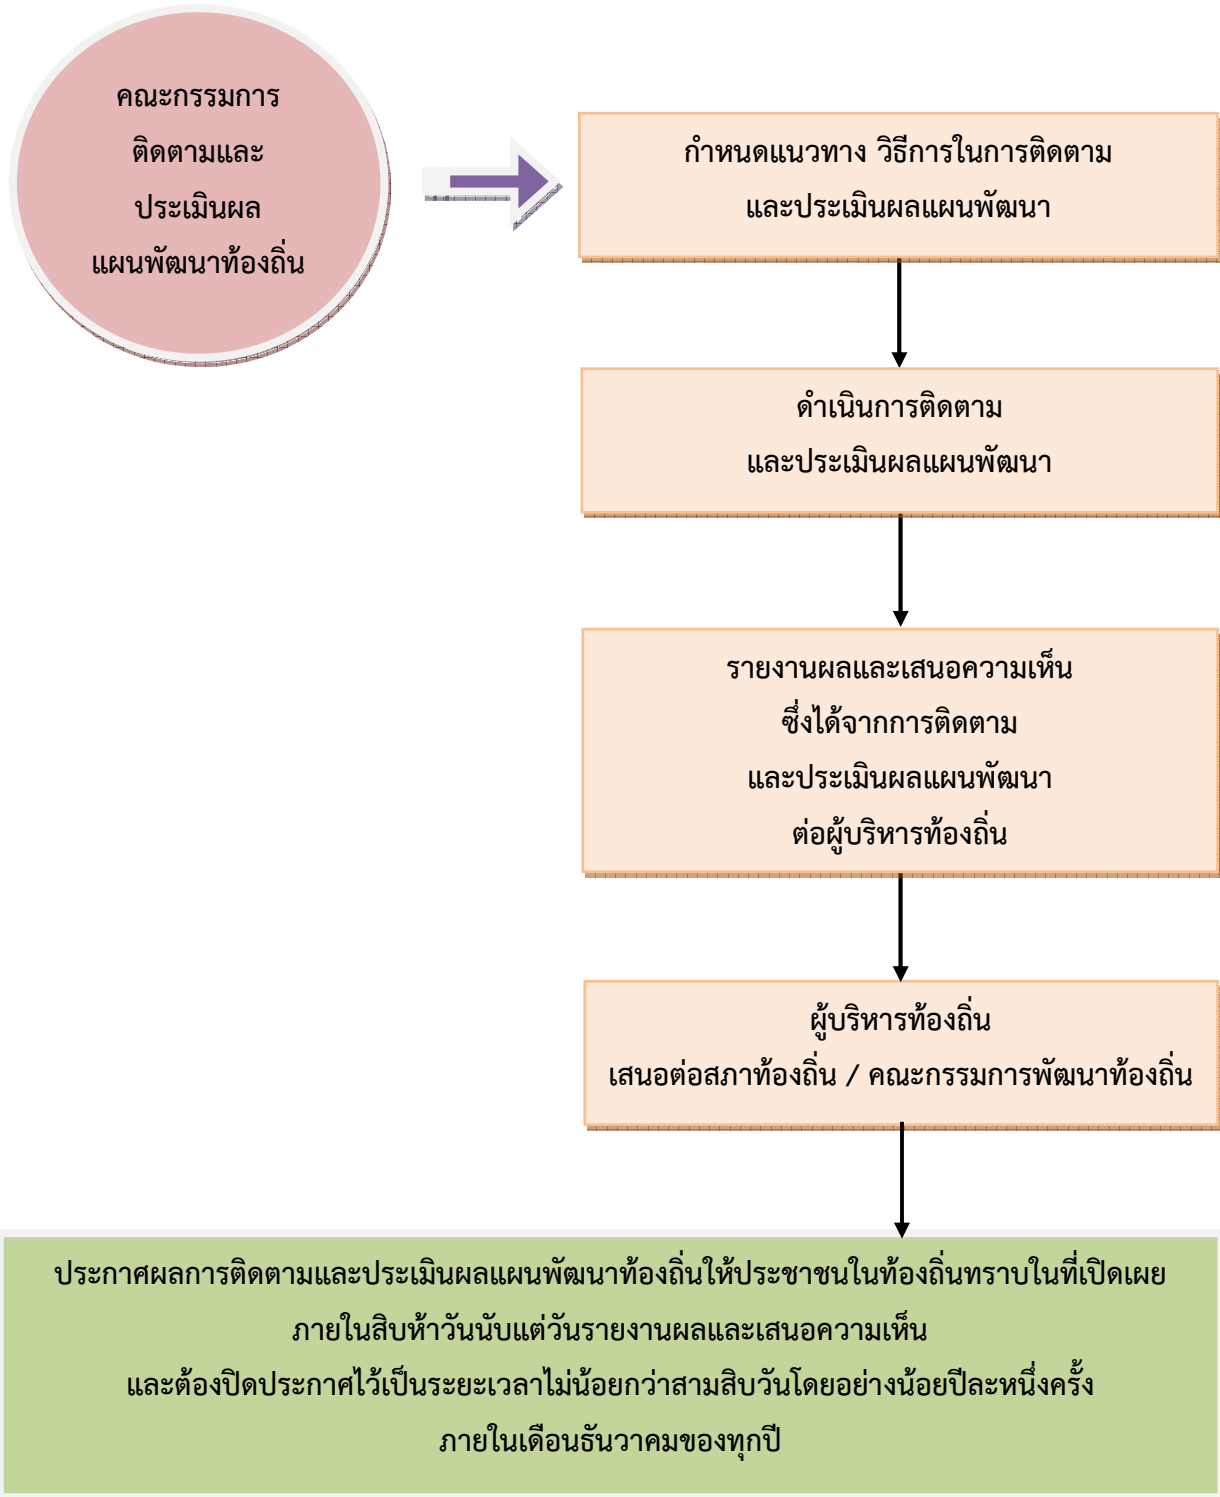 คณะกรรมการ
ติดตามและ
ประเมินผล
แผนพัฒนาท้องถิ่น
กำหนดแนวทาง วิธีการในการติดตาม
และประเมินผลแผนพัฒนา
ดำเนินการติดตาม
และประเมินผลแผนพัฒนา
รายงานผลและเสนอความเห็น
ซึ่งได้จากการติดตาม
และประเมินผลแผนพัฒนา
ต่อผู้บริหารท้องถิ่น
ผู้บริหารท้องถิ่น
เสนอต่อสภาท้องถิ่น / คณะกรรมการพัฒนาท้องถิ่น
ประกาศผลการติดตามและประเมินผลแผนพัฒนาท้องถิ่นให้ประชาชนในท้องถิ่นทราบในที่เปิดเผย
ภายในสิบห้าวันนับแต่วันรายงานผลและเสนอความเห็น
และต้องปิดประกาศไว้เป็นระยะเวลาไม่น้อยกว่าสามสิบวันโดยอย่างน้อยปีละหนึ่งครั้ง
ภายในเดือนธันวาคมของทุกปี